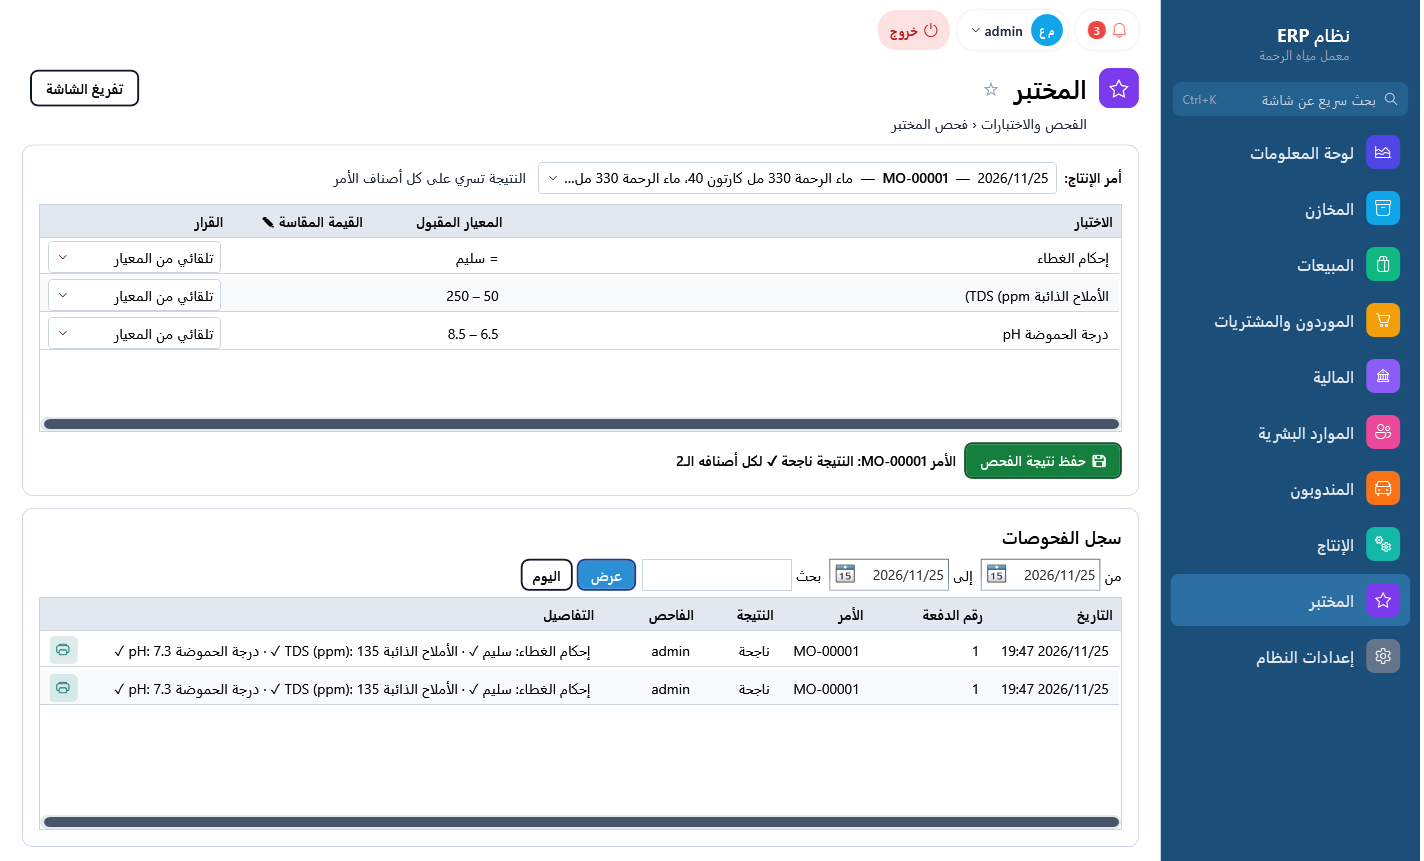 نظام ERP
معمل مياه الرحمة
بحث سريع عن شاشة Ctrl+K
لوحة المعلومات
المخازن
المبيعات
الموردون والمشتريات
المالية
الموارد البشرية
المندوبون
الإنتاج
المختبر
إعدادات النظام
3
م ع admin
خروج
المختبر
تفريغ الشاشة
الفحص والاختبارات › فحص المختبر
أمر الإنتاج: 2026/11/25 — MO-00001 — ماء الرحمة 330 مل كارتون 40، ماء الرحمة 330 مل... النتيجة تسري على كل أصناف الأمر
الاختبار المعيار المقبول القيمة المقاسة القرار
إحكام الغطاء = سليم تلقائي من المعيار
الأملاح الذائبة TDS (ppm) 50 – 250 تلقائي من المعيار
درجة الحموضة pH 6.5 – 8.5 تلقائي من المعيار
حفظ نتيجة الفحص الأمر MO-00001: النتيجة ناجحة ✓ لكل أصنافه الـ2
سجل الفحوصات
من 2026/11/25 15 إلى 2026/11/25 15 بحث عرض اليوم
التاريخ رقم الدفعة الأمر النتيجة الفاحص التفاصيل
2026/11/25 19:47 1 MO-00001 ناجحة admin إحكام الغطاء: سليم ✓ · الأملاح الذائبة TDS (ppm): 135 ✓ · درجة الحموضة pH: 7.3 ✓
2026/11/25 19:47 1 MO-00001 ناجحة admin إحكام الغطاء: سليم ✓ · الأملاح الذائبة TDS (ppm): 135 ✓ · درجة الحموضة pH: 7.3 ✓